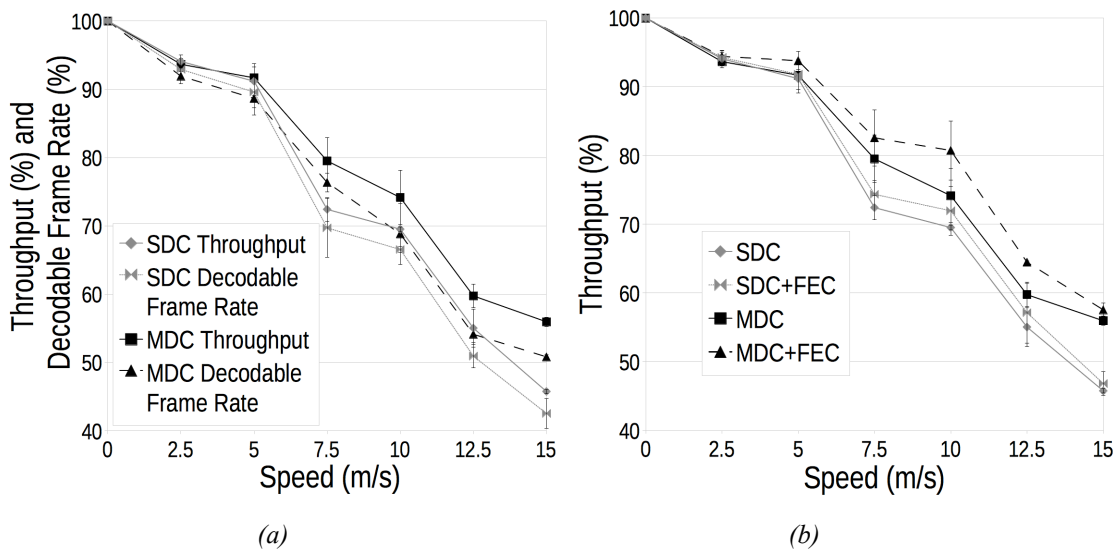 Throughput (%) and
Decodable Frame Rate (%)
100
90
80
70
60
50
40
SDC Throughput
SDC Decodable
Frame Rate
MDC Throughput
MDC Decodable
Frame Rate
0 2.5 5 7.5 10 12.5 15
Speed (m/s)
(a)
Throughput (%)
100
90
80
70
60
50
40
SDC
SDC+FEC
MDC
MDC+FEC
0 2.5 5 7.5 10 12.5 15
Speed (m/s)
(b)